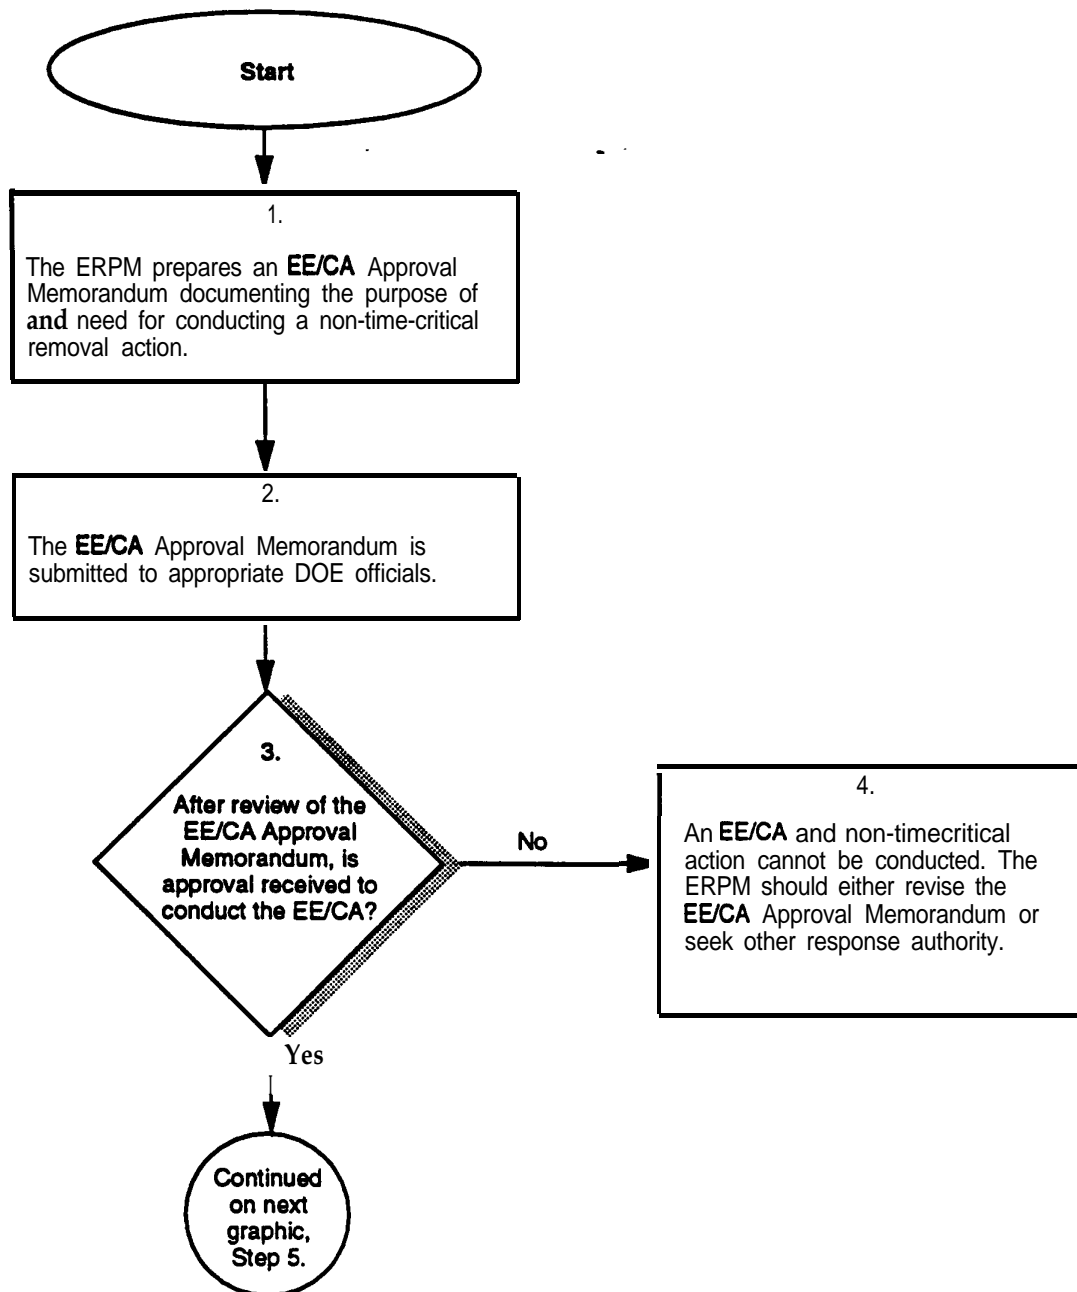 Start
1.
The ERPM prepares an EE/CA Approval
Memorandum documenting the purpose of
and need for conducting a non-time-critical
removal action.
2.
The EE/CA Approval Memorandum is
submitted to appropriate DOE officials.
3.
After review of the
EE/CA Approval
Memorandum, is
approval received to
conduct the EE/CA?
No
4.
An EE/CA and non-timecritical
action cannot be conducted. The
ERPM should either revise the
EE/CA Approval Memorandum or
seek other response authority.
Yes
Continued
on next
graphic,
Step 5.